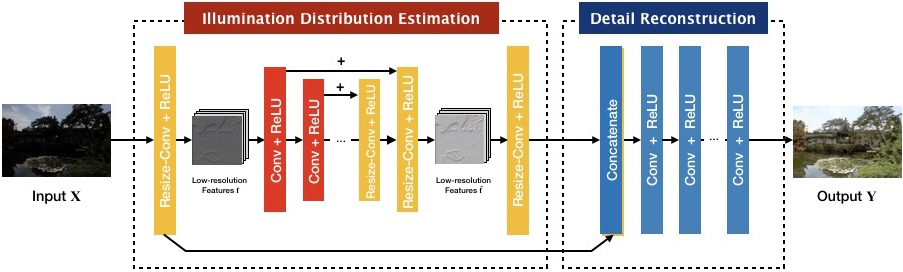 Illumination Distribution Estimation
Detail Reconstruction
Input X
Resize-Conv + ReLU
Low-resolution
Features f
Conv + ReLU
Conv + ReLU
...
+
+
Resize-Conv + ReLU
Resize-Conv + ReLU
Low-resolution
Features f̃
Resize-Conv + ReLU
Concatenate
Conv + ReLU
Conv + ReLU
...
Conv + ReLU
Output Y